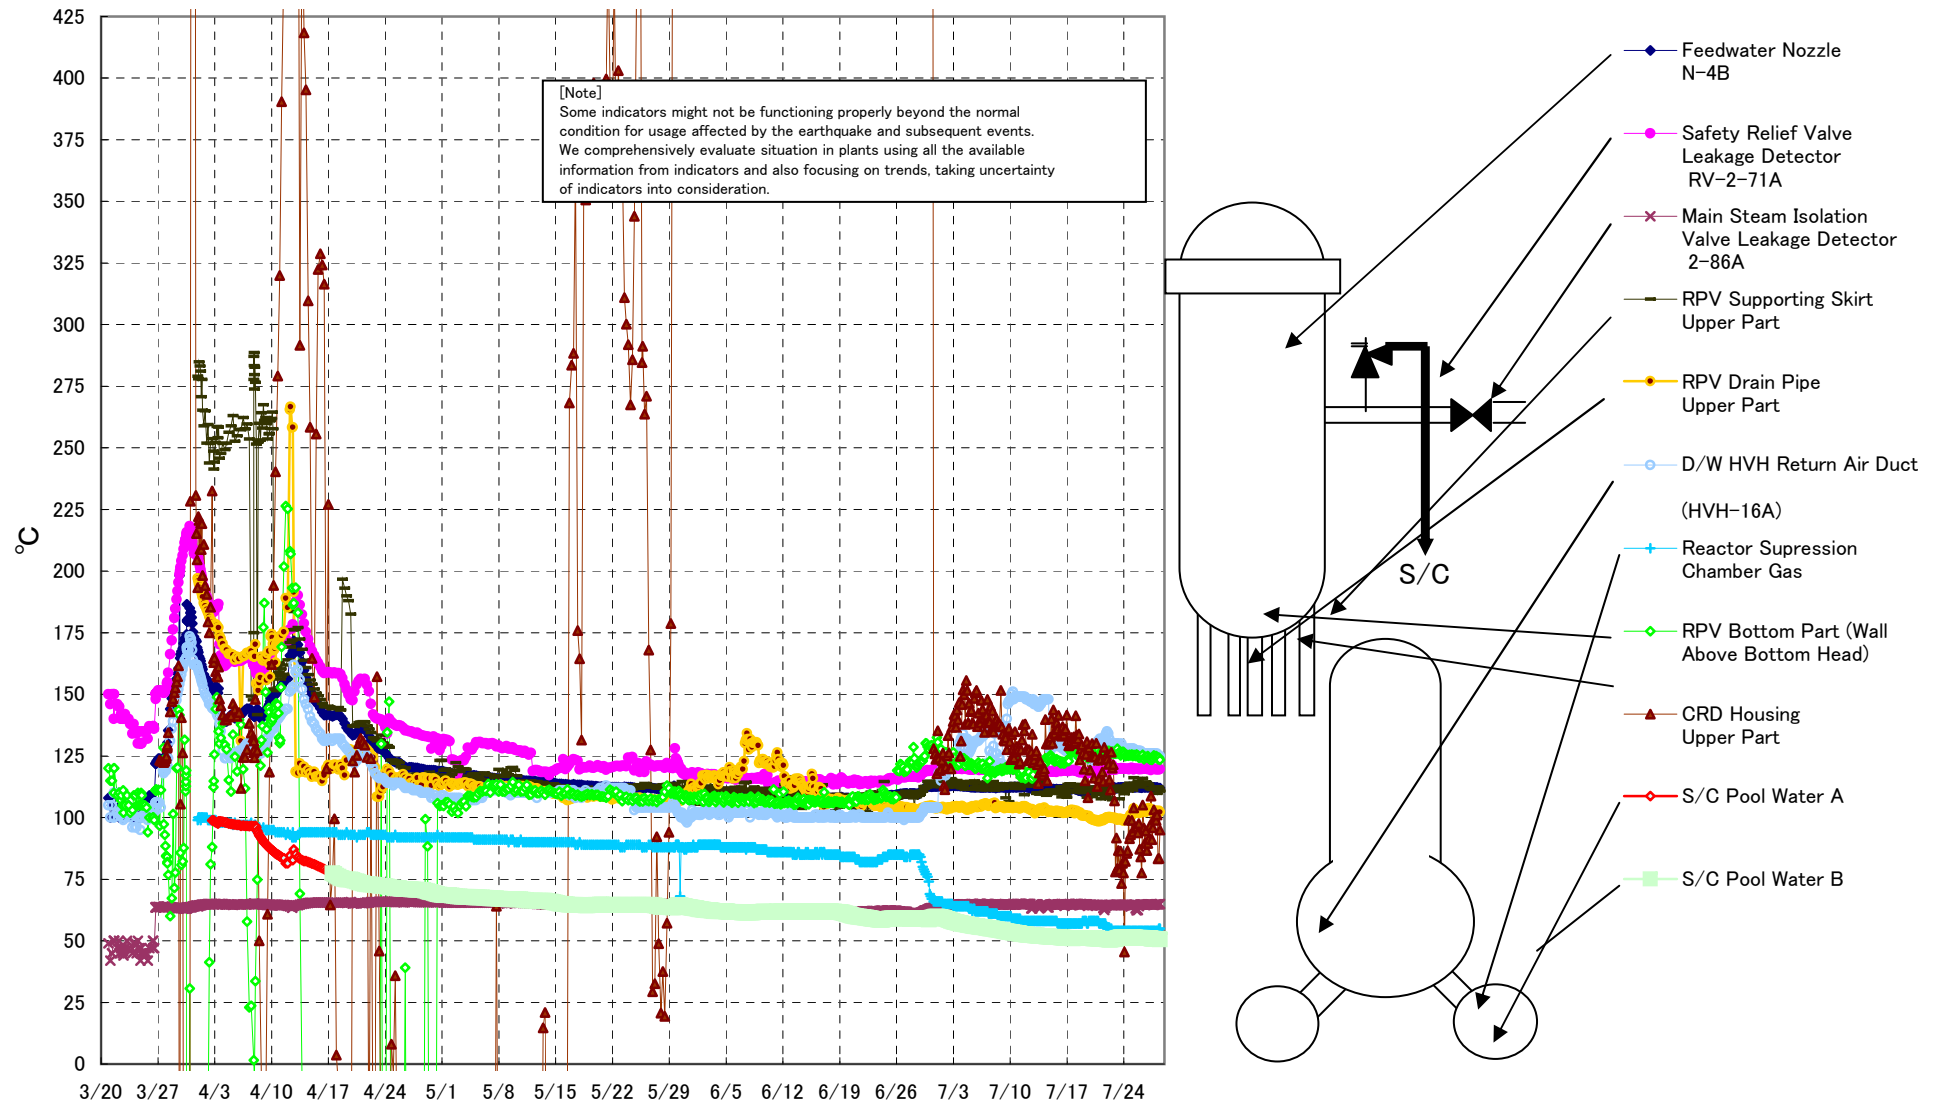 425
400
375
350
325
300
275
250
225
200
175
150
125
100
75
50
25
0
℃
3/20 3/27 4/3 4/10 4/17 4/24 5/1 5/8 5/15 5/22 5/29 6/5 6/12 6/19 6/26 7/3 7/10 7/17 7/24
[Note]
Some indicators might not be functioning properly beyond the normal
condition for usage affected by the earthquake and subsequent events.
We comprehensively evaluate situation in plants using all the available
information from indicators and also focusing on trends, taking uncertainty
of indicators into consideration.
S/C
Feedwater Nozzle
N-4B
Safety Relief Valve
Leakage Detector
RV-2-71A
Main Steam Isolation
Valve Leakage Detector
2-86A
RPV Supporting Skirt
Upper Part
RPV Drain Pipe
Upper Part
D/W HVH Return Air Duct
(HVH-16A)
Reactor Supression
Chamber Gas
RPV Bottom Part (Wall
Above Bottom Head)
CRD Housing
Upper Part
S/C Pool Water A
S/C Pool Water B